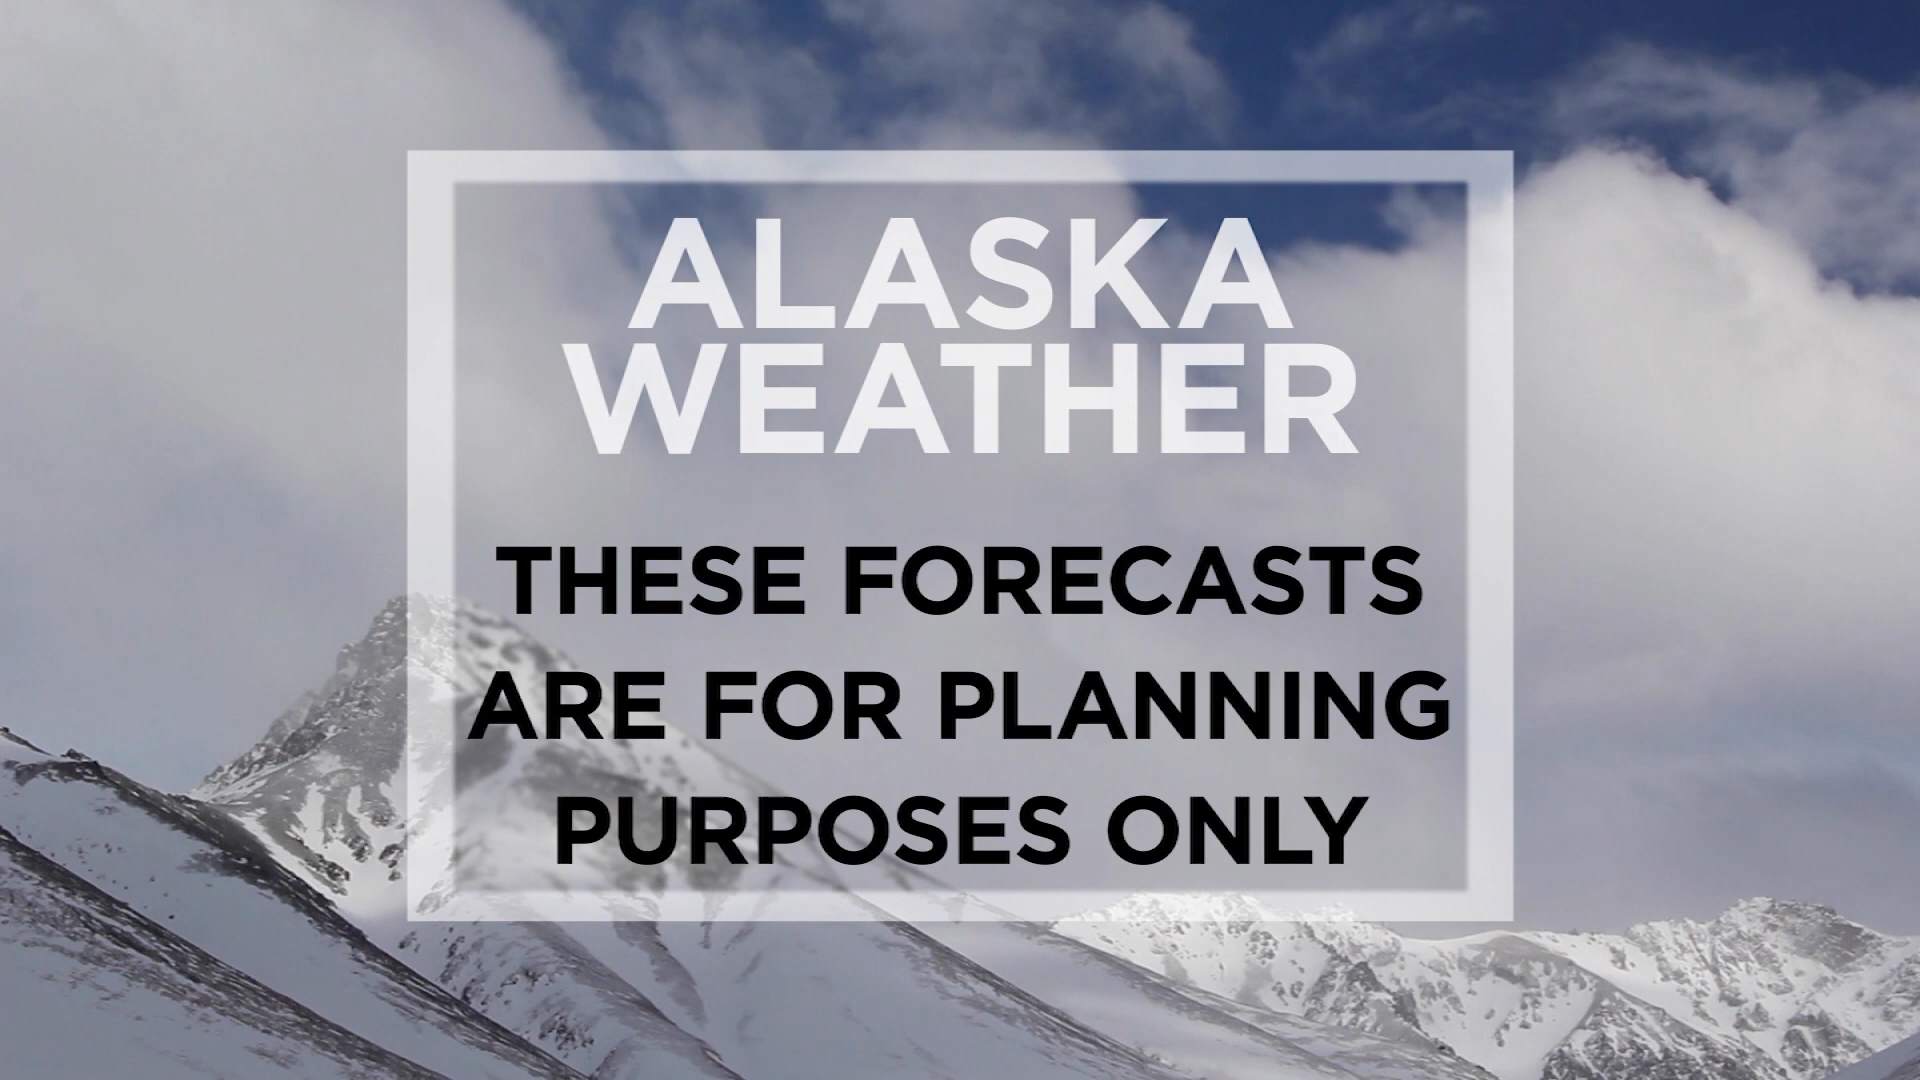 ALASKA
WEATHER
THESE FORECASTS
ARE FOR PLANNING
PURPOSES ONLY